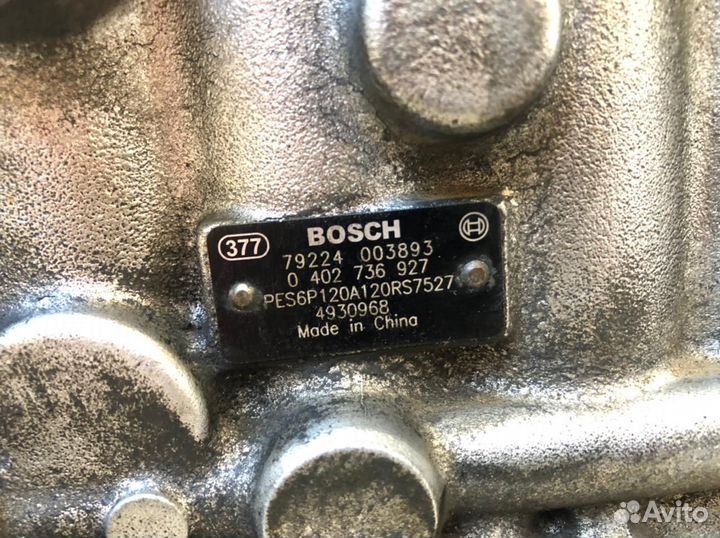 377 BOSCH
79224 003893
0 402 736 927
PES6P120A120RS7527
4930968
Made in China
Avito